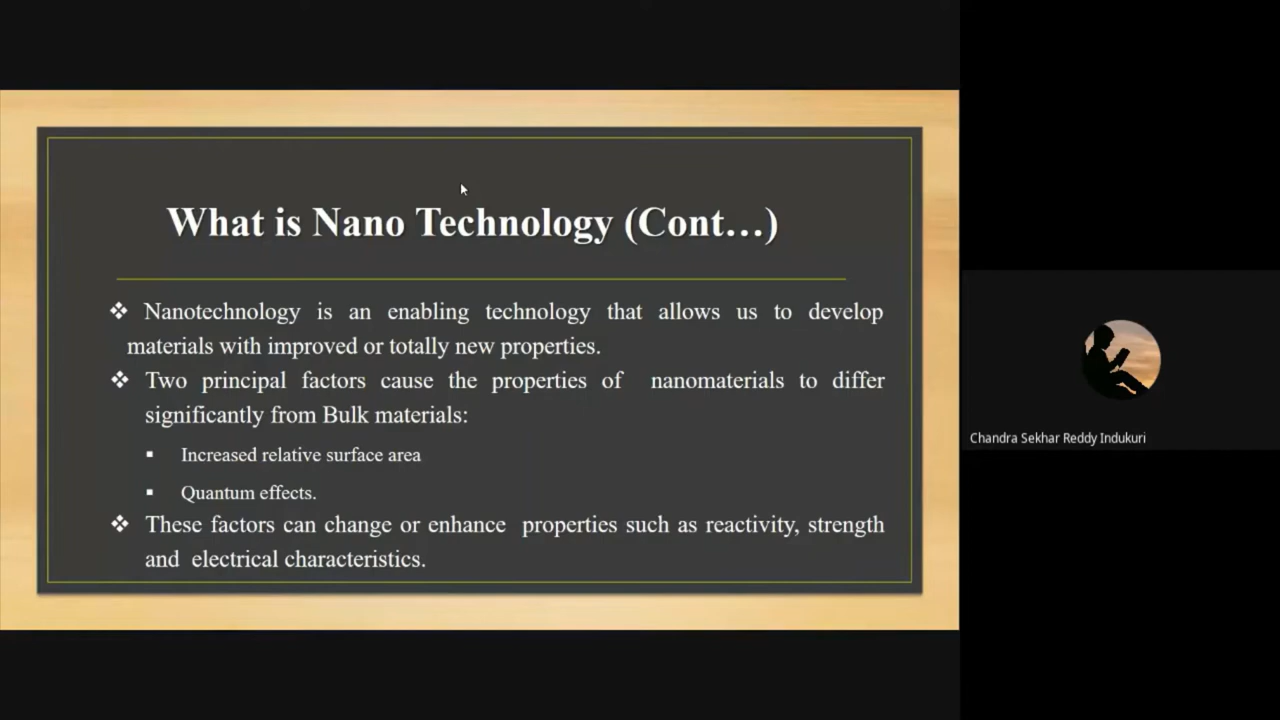 What is Nano Technology (Cont…)
❖ Nanotechnology is an enabling technology that allows us to develop
materials with improved or totally new properties.
❖ Two principal factors cause the properties of nanomaterials to differ
significantly from Bulk materials:
▪ Increased relative surface area
▪ Quantum effects.
❖ These factors can change or enhance properties such as reactivity, strength
and electrical characteristics.
Chandra Sekhar Reddy Indukuri